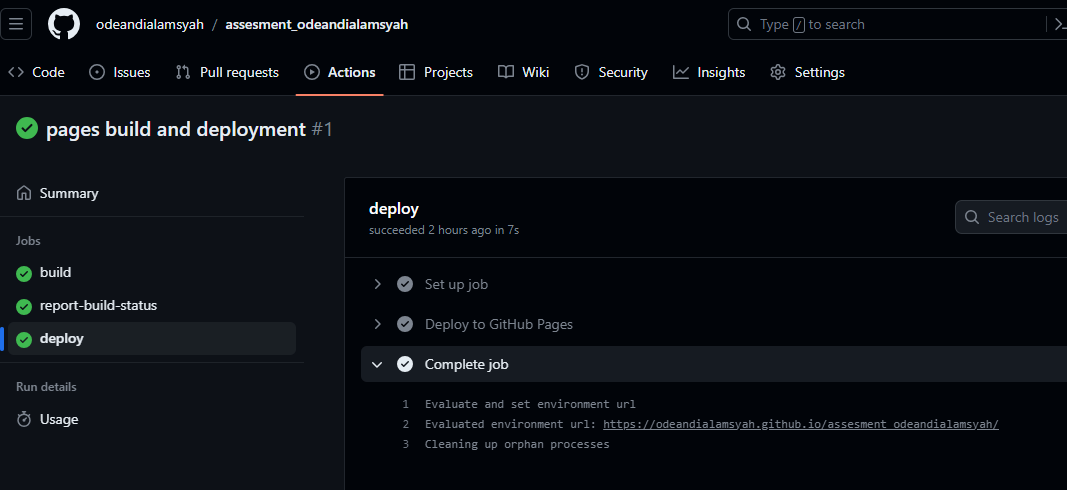 odeandialamsyah / assesment_odeandialamsyah
Type / to search
Code Issues Pull requests Actions Projects Wiki Security Insights Settings
pages build and deployment #1
Summary
Jobs
build
report-build-status
deploy
Run details
Usage
deploy
succeeded 2 hours ago in 7s
Search logs
Set up job
Deploy to GitHub Pages
Complete job
1 Evaluate and set environment url
2 Evaluated environment url: https://odeandialamsyah.github.io/assesment_odeandialamsyah/
3 Cleaning up orphan processes